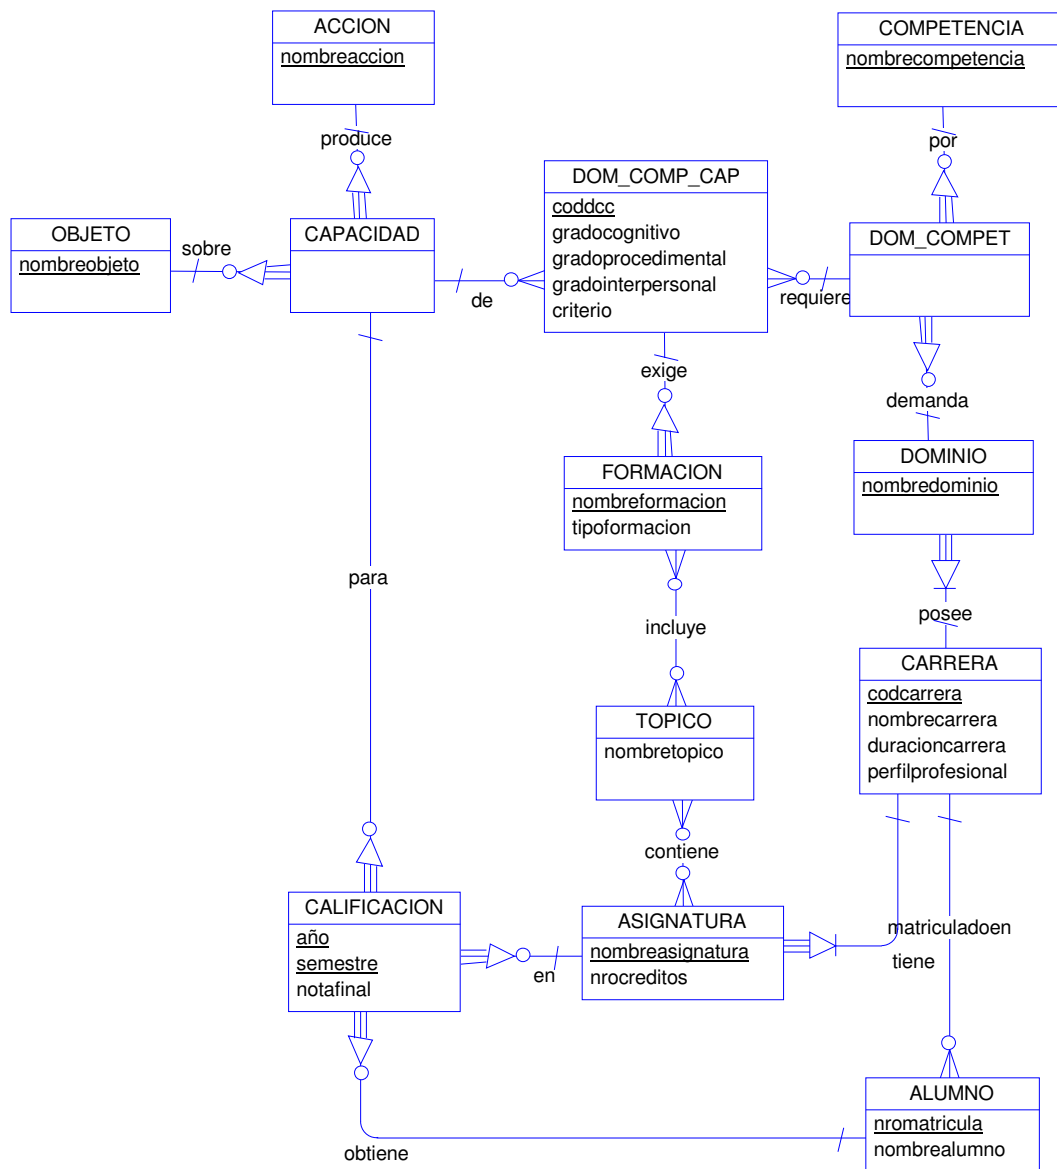 ACCION
nombreaccion
COMPETENCIA
nombrecompetencia
produce
por
DOM_COMP_CAP
coddcc
gradocognitivo
gradoprocedimental
gradointerpersonal
criterio
OBJETO
nombreobjeto
sobre
CAPACIDAD
DOM_COMPET
de
requiere
exige
demanda
FORMACION
nombreformacion
tipoformacion
DOMINIO
nombredominio
para
incluye
posee
CARRERA
codcarrera
nombrecarrera
duracioncarrera
perfilprofesional
TOPICO
nombretopico
contiene
CALIFICACION
año
semestre
notafinal
en
ASIGNATURA
nombreasignatura
nrocreditos
matriculadoen
tiene
ALUMNO
nromatricula
nombrealumno
obtiene